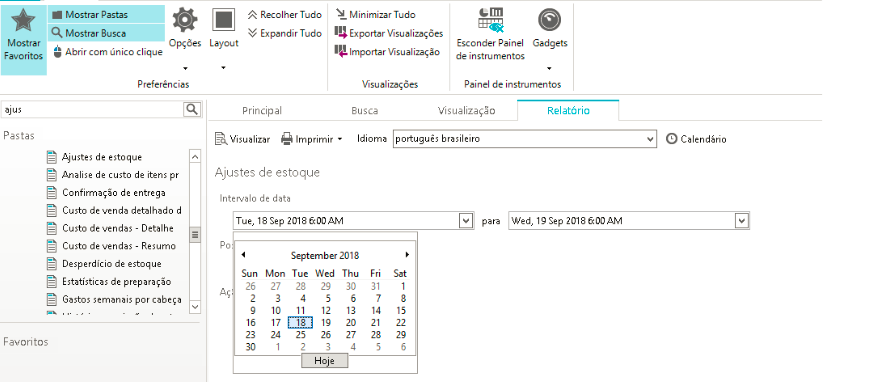 Mostrar Favoritos
Mostrar Pastas
Mostrar Busca
Abrir com único clique
Opções
Layout
Recolher Tudo
Expandir Tudo
Preferências
Minimizar Tudo
Exportar Visualizações
Importar Visualização
Visualizações
Esconder Painel de instrumentos
Gadgets
Painel de instrumentos
ajus
Pastas
Ajustes de estoque
Analise de custo de itens pr
Confirmação de entrega
Custo de venda detalhado d
Custo de vendas - Detalhe
Custo de vendas - Resumo
Desperdício de estoque
Estatísticas de preparação
Gastos semanais por cabeça
Favoritos
Principal Busca Visualização Relatório
Visualizar Imprimir Idioma português brasileiro Calendário
Ajustes de estoque
Intervalo de data
Tue, 18 Sep 2018 6:00 AM para Wed, 19 Sep 2018 6:00 AM
Pos
September 2018
Sun Mon Tue Wed Thu Fri Sat
26 27 28 29 30 31 1
2 3 4 5 6 7 8
9 10 11 12 13 14 15
16 17 18 19 20 21 22
23 24 25 26 27 28 29
30 1 2 3 4 5 6
Hoje